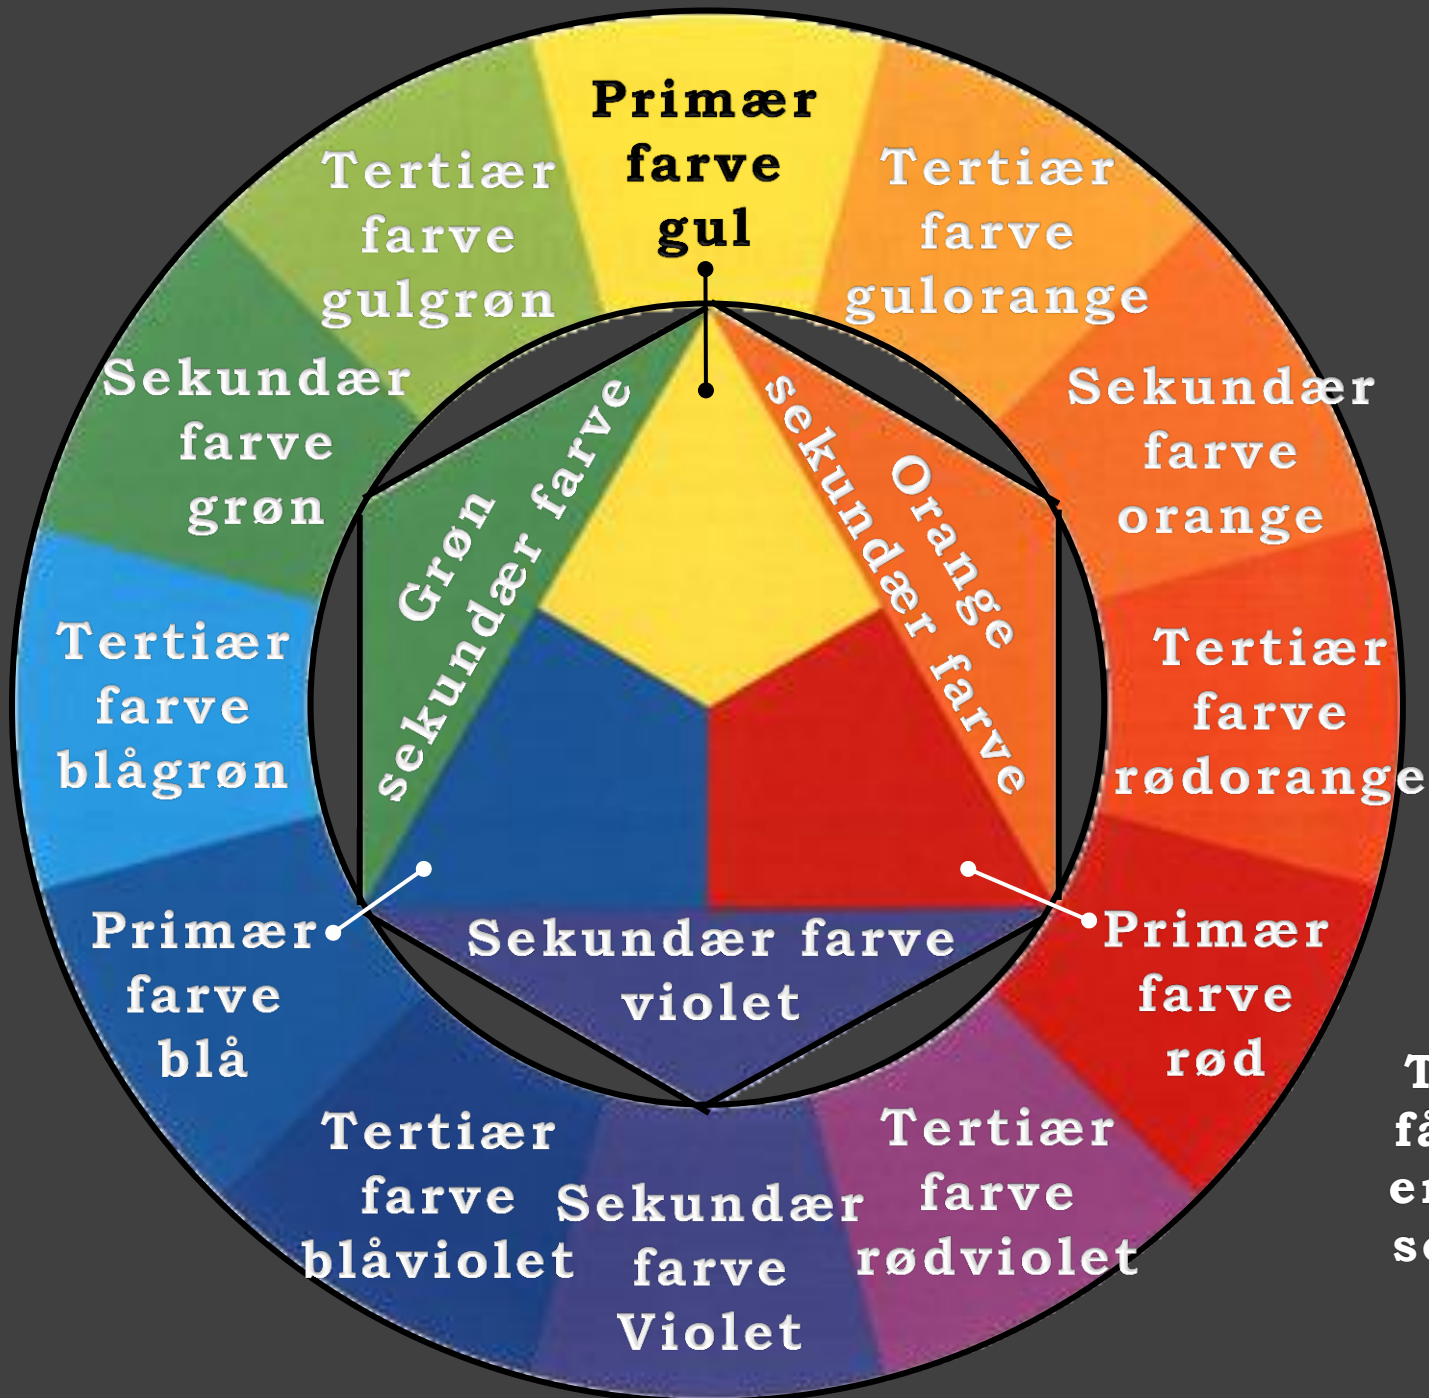 Primær
farve
gul
Tertiær
farve
gulorange
Sekundær
farve
orange
Tertiær
farve
rødorange
Primær
farve
rød
Tertiær
farve
rødviolet
Sekundær
farve
Violet
Tertiær
farve
blåviolet
Primær
farve
blå
Tertiær
farve
blågrøn
Sekundær
farve
grøn
Tertiær
farve
gulgrøn
Grøn
sekundær farve
Orange
sekundær farve
Sekundær farve
violet